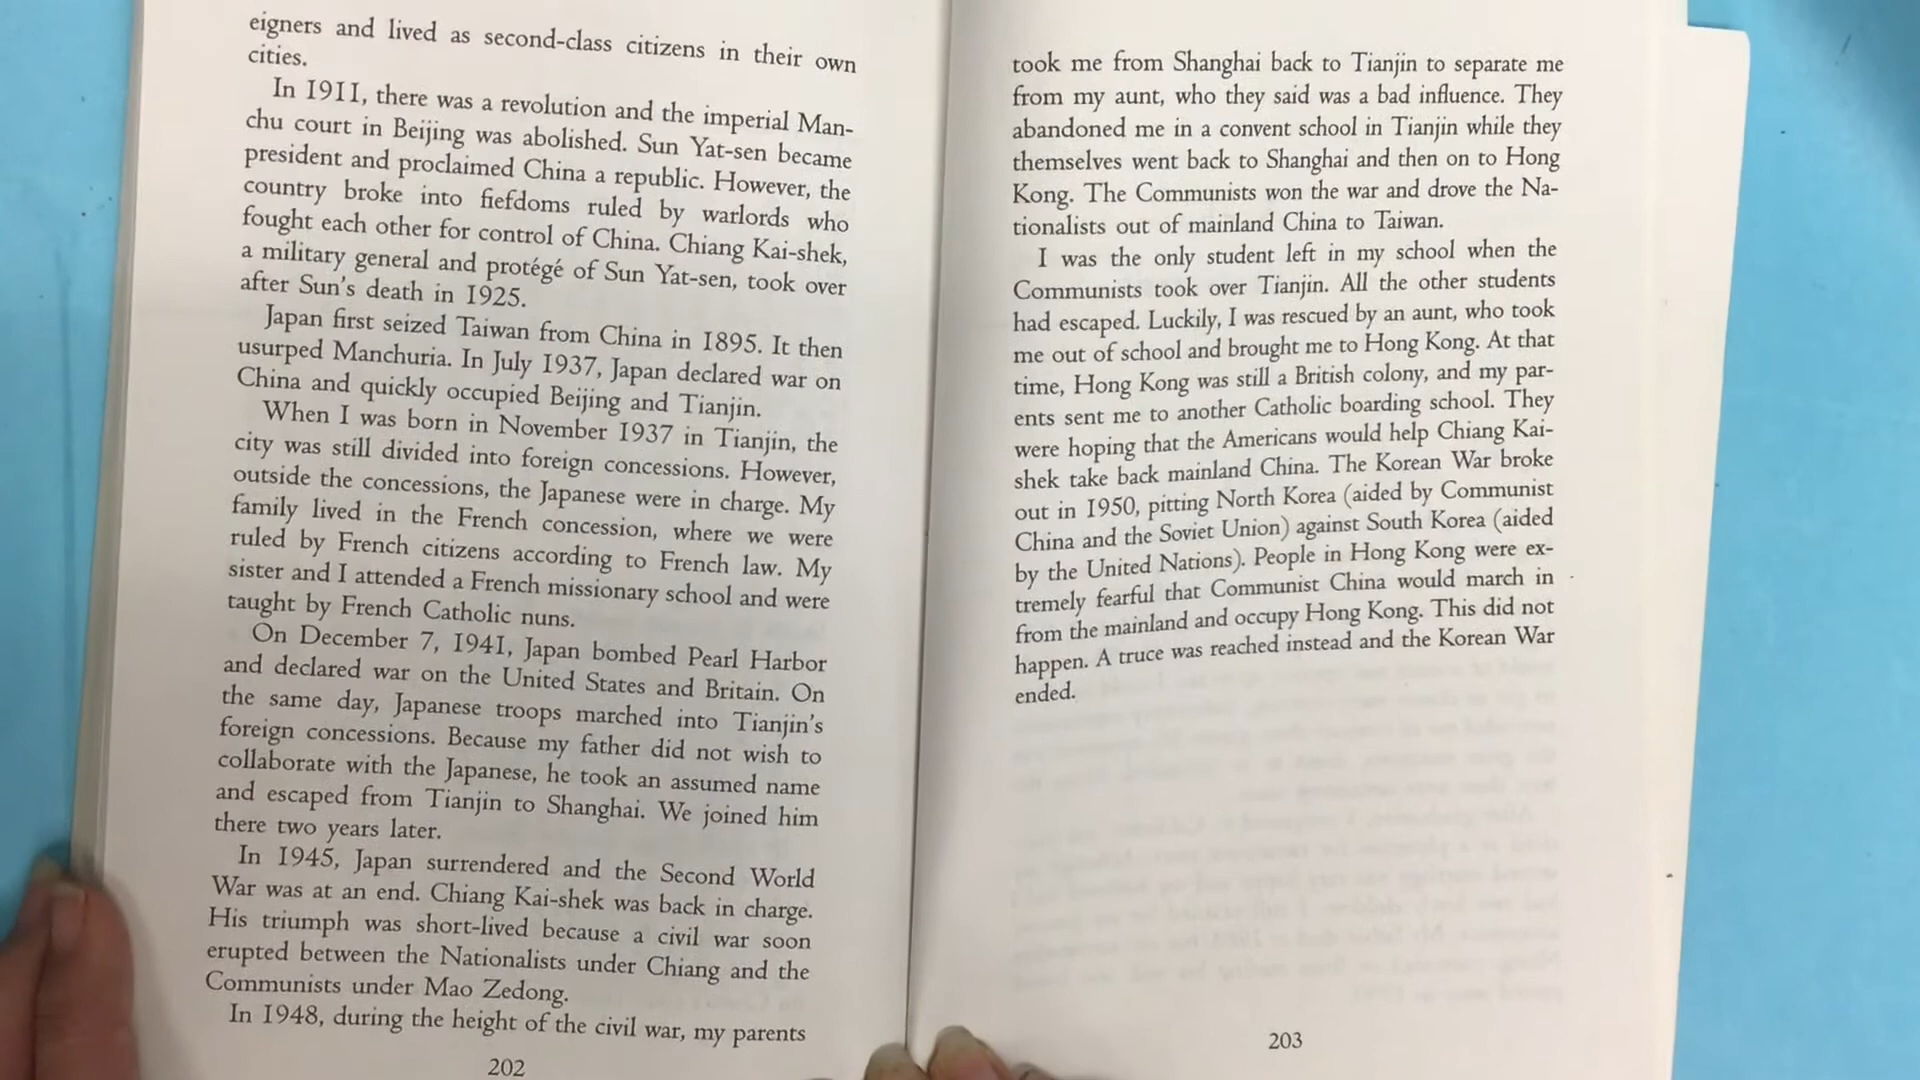 eigners and lived as second-class citizens in their own
cities.
In 1911, there was a revolution and the imperial Man-
chu court in Beijing was abolished. Sun Yat-sen became
president and proclaimed China a republic. However, the
country broke into fiefdoms ruled by warlords who
fought each other for control of China. Chiang Kai-shek,
a military general and protégé of Sun Yat-sen, took over
after Sun's death in 1925.
Japan first seized Taiwan from China in 1895. It then
usurped Manchuria. In July 1937, Japan declared war on
China and quickly occupied Beijing and Tianjin.
When I was born in November 1937 in Tianjin, the
city was still divided into foreign concessions. However,
outside the concessions, the Japanese were in charge. My
family lived in the French concession, where we were
ruled by French citizens according to French law. My
sister and I attended a French missionary school and were
taught by French Catholic nuns.
On December 7, 1941, Japan bombed Pearl Harbor
and declared war on the United States and Britain. On
the same day, Japanese troops marched into Tianjin's
foreign concessions. Because my father did not wish to
collaborate with the Japanese, he took an assumed name
and escaped from Tianjin to Shanghai. We joined him
there two years later.
In 1945, Japan surrendered and the Second World
War was at an end. Chiang Kai-shek was back in charge.
His triumph was short-lived because a civil war soon
erupted between the Nationalists under Chiang and the
Communists under Mao Zedong.
In 1948, during the height of the civil war, my parents
202
took me from Shanghai back to Tianjin to separate me
from my aunt, who they said was a bad influence. They
abandoned me in a convent school in Tianjin while they
themselves went back to Shanghai and then on to Hong
Kong. The Communists won the war and drove the Na-
tionalists out of mainland China to Taiwan.
I was the only student left in my school when the
Communists took over Tianjin. All the other students
had escaped. Luckily, I was rescued by an aunt, who took
me out of school and brought me to Hong Kong. At that
time, Hong Kong was still a British colony, and my par-
ents sent me to another Catholic boarding school. They
were hoping that the Americans would help Chiang Kai-
shek take back mainland China. The Korean War broke
out in 1950, pitting North Korea (aided by Communist
China and the Soviet Union) against South Korea (aided
by the United Nations). People in Hong Kong were ex-
tremely fearful that Communist China would march in
from the mainland and occupy Hong Kong. This did not
happen. A truce was reached instead and the Korean War
ended.
203